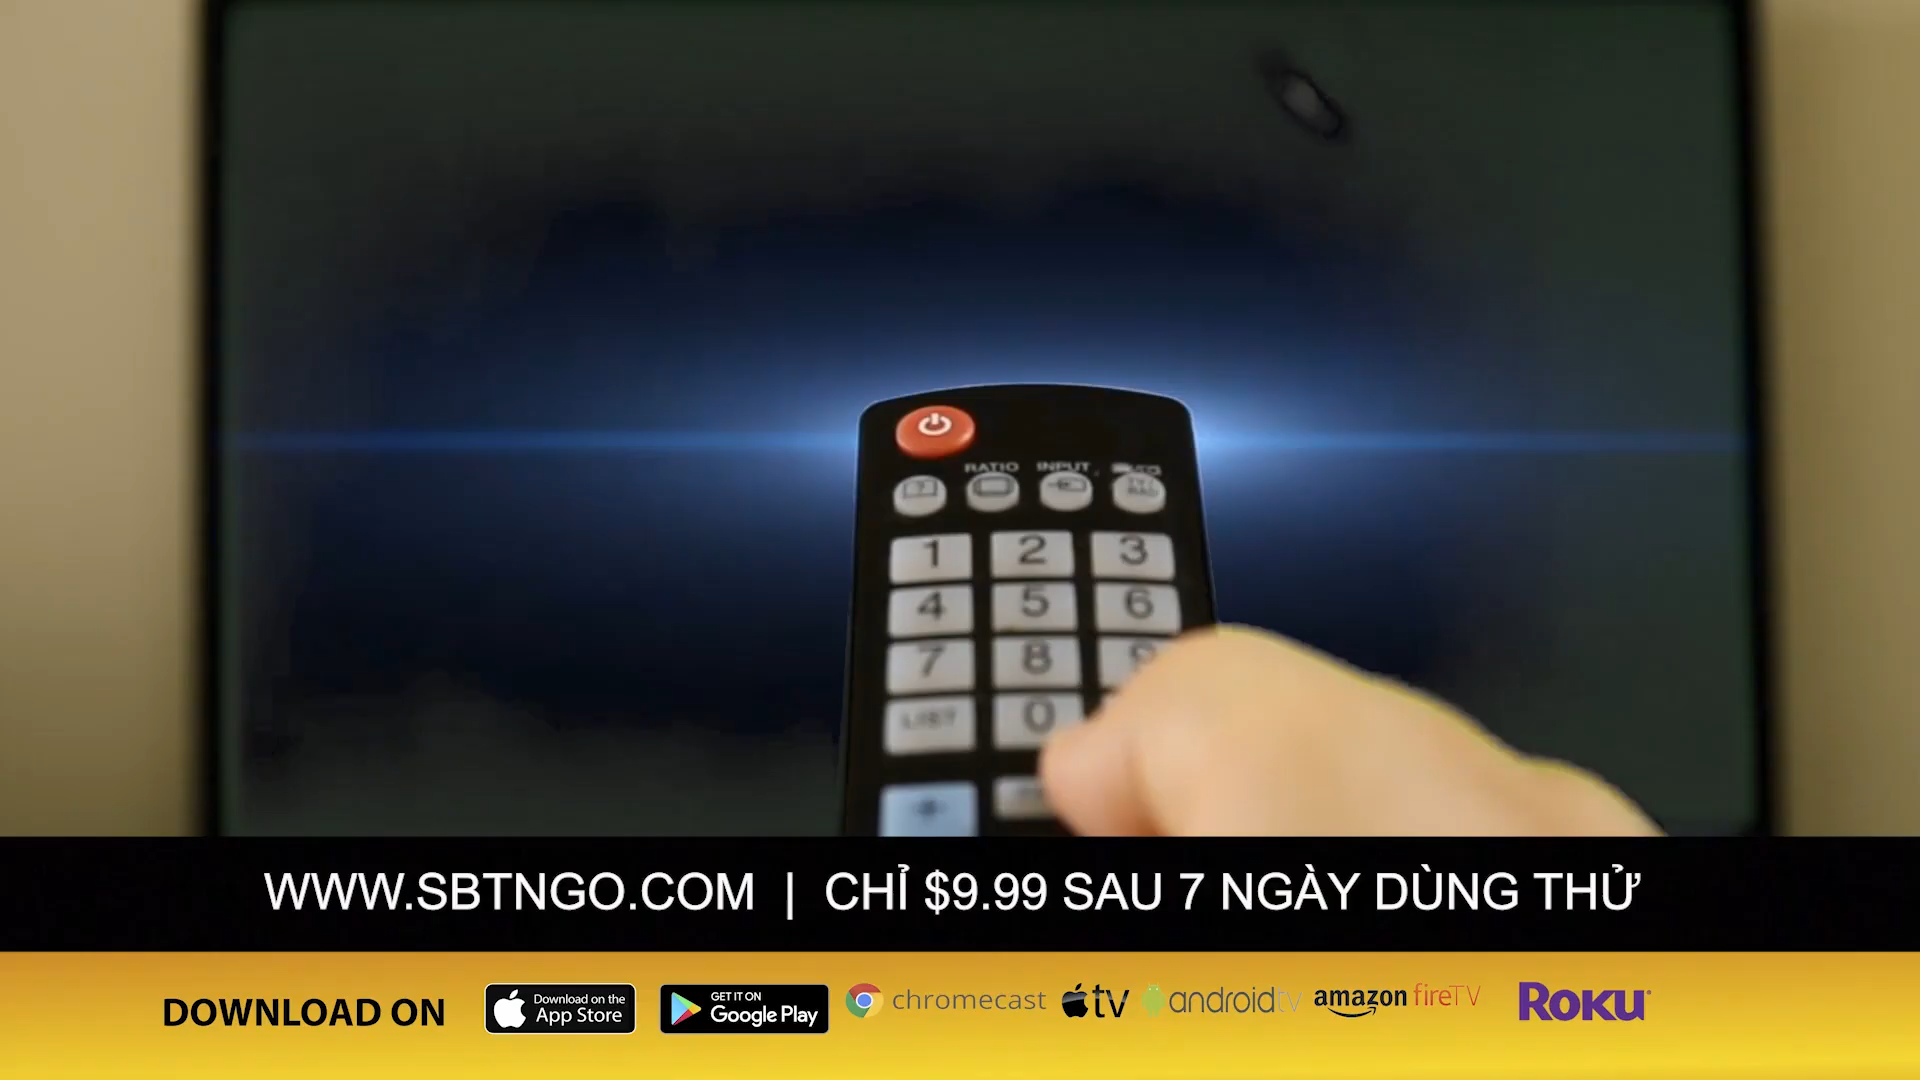 RATIO INPUT
1 2 3
4 5 6
7 8 9
LIST 0
WWW.SBTNGO.COM | CHỈ $9.99 SAU 7 NGÀY DÙNG THỬ
DOWNLOAD ON
Download on the
App Store
GET IT ON
Google Play
chromecast
tv
androidtv
amazon fireTV
ROKU